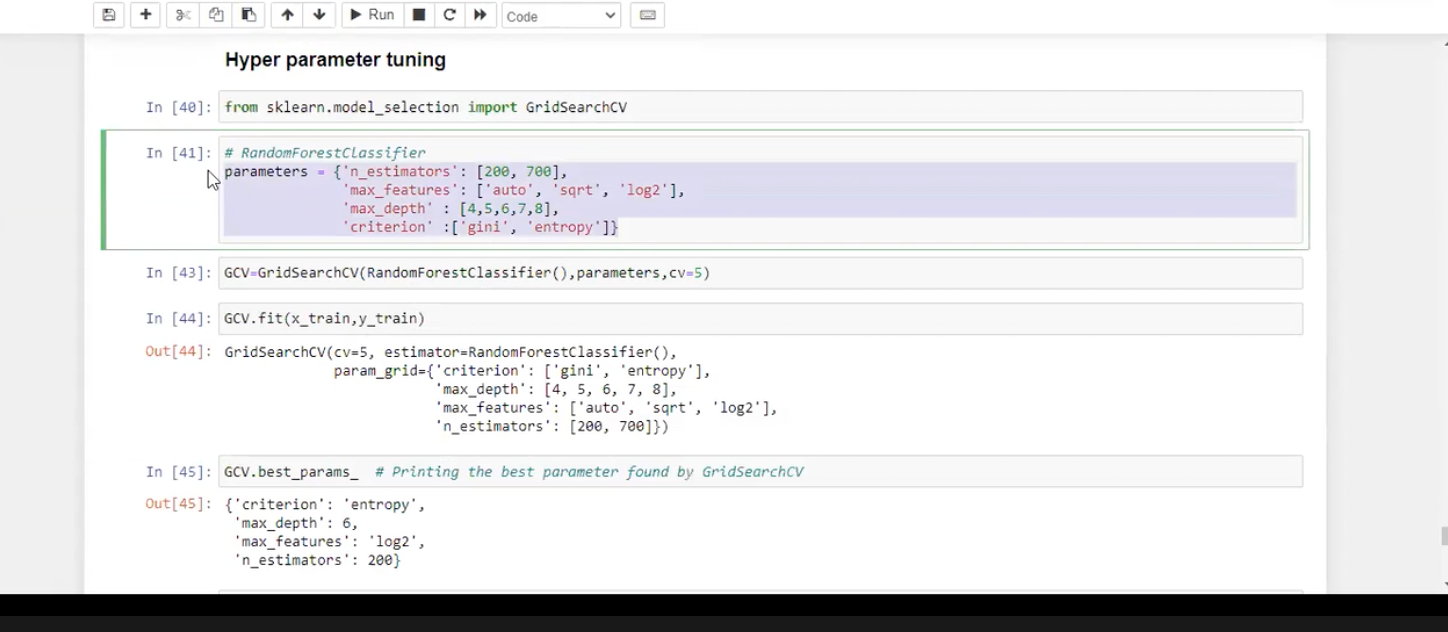 Run
Code
Hyper parameter tuning
In [40]: from sklearn.model_selection import GridSearchCV
In [41]: # RandomForestClassifier
parameters = {'n_estimators': [200, 700],
'max_features': ['auto', 'sqrt', 'log2'],
'max_depth' : [4,5,6,7,8],
'criterion' :['gini', 'entropy']}
In [43]: GCV=GridSearchCV(RandomForestClassifier(),parameters,cv=5)
In [44]: GCV.fit(x_train,y_train)
Out[44]: GridSearchCV(cv=5, estimator=RandomForestClassifier(),
param_grid={'criterion': ['gini', 'entropy'],
'max_depth': [4, 5, 6, 7, 8],
'max_features': ['auto', 'sqrt', 'log2'],
'n_estimators': [200, 700]})
In [45]: GCV.best_params_  # Printing the best parameter found by GridSearchCV
Out[45]: {'criterion': 'entropy',
'max_depth': 6,
'max_features': 'log2',
'n_estimators': 200}